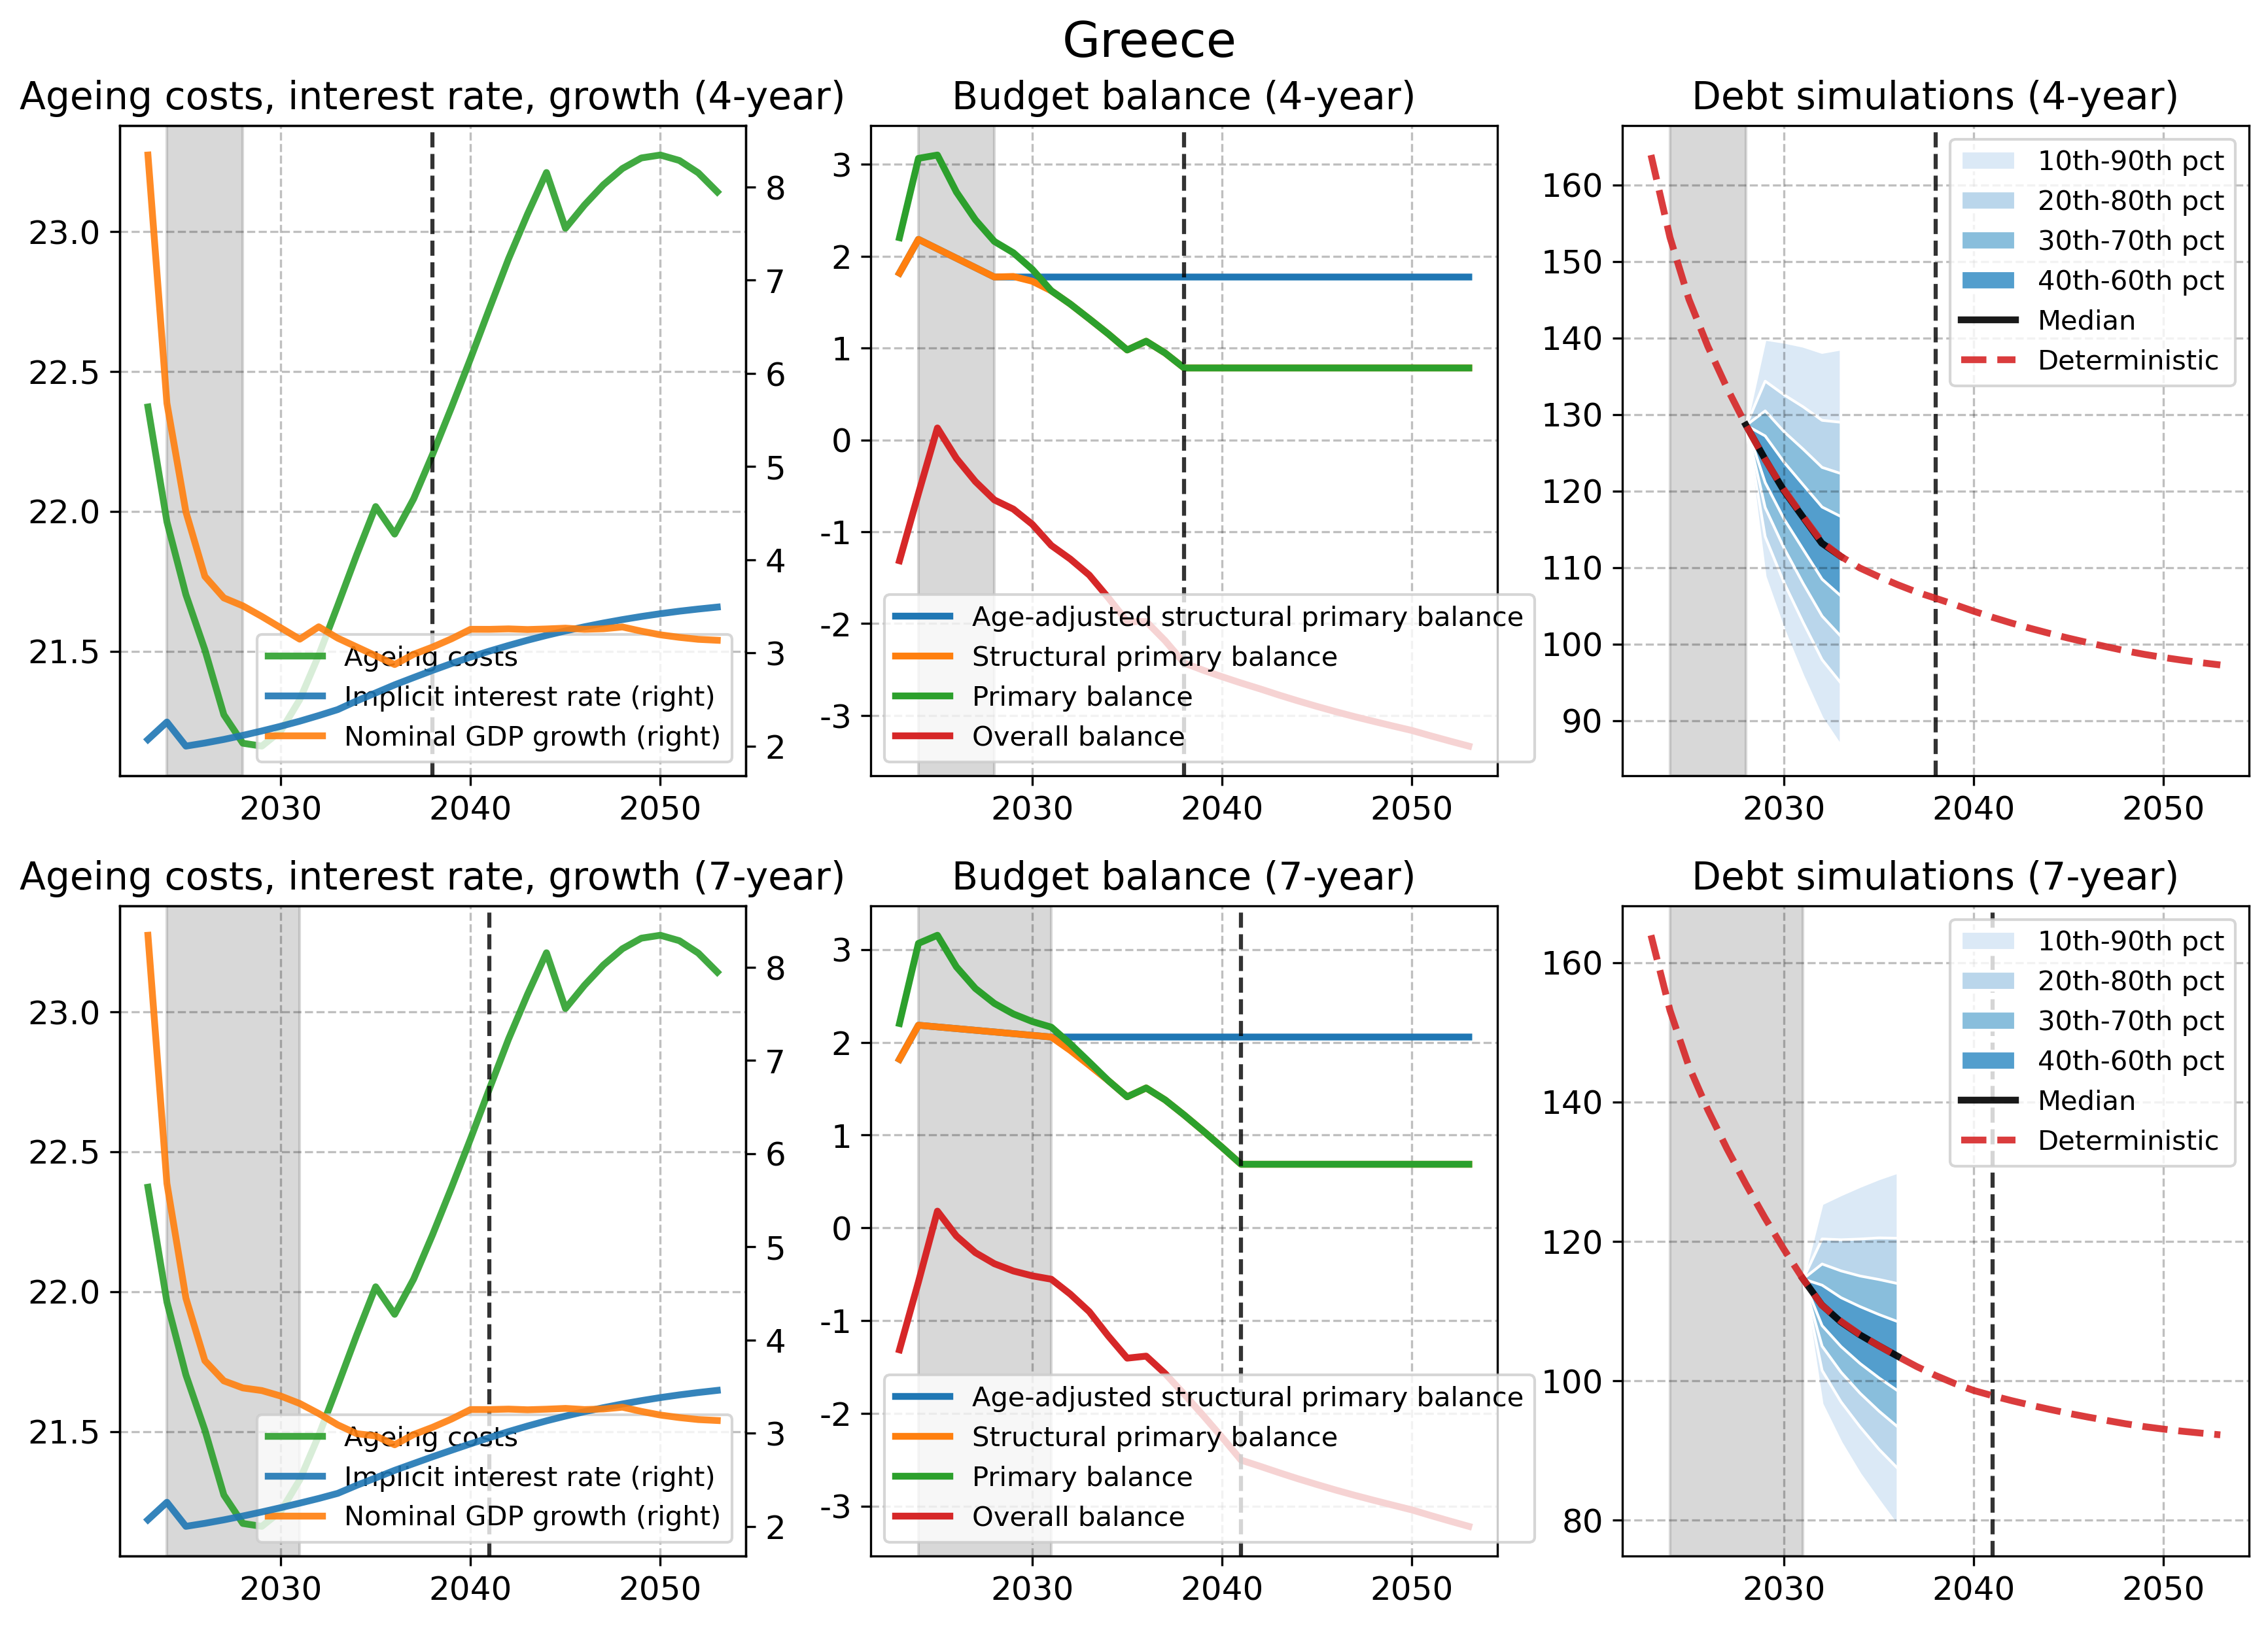 Greece
Ageing costs, interest rate, growth (4-year)
23.0
22.5
22.0
21.5
8
7
6
5
4
3
2
2030 2040 2050
Ageing costs
Implicit interest rate (right)
Nominal GDP growth (right)
Budget balance (4-year)
3
2
1
0
-1
-2
-3
2030 2040 2050
Age-adjusted structural primary balance
Structural primary balance
Primary balance
Overall balance
Debt simulations (4-year)
160
150
140
130
120
110
100
90
2030 2040 2050
10th-90th pct
20th-80th pct
30th-70th pct
40th-60th pct
Median
Deterministic
Ageing costs, interest rate, growth (7-year)
23.0
22.5
22.0
21.5
8
7
6
5
4
3
2
2030 2040 2050
Ageing costs
Implicit interest rate (right)
Nominal GDP growth (right)
Budget balance (7-year)
3
2
1
0
-1
-2
-3
2030 2040 2050
Age-adjusted structural primary balance
Structural primary balance
Primary balance
Overall balance
Debt simulations (7-year)
160
140
120
100
80
2030 2040 2050
10th-90th pct
20th-80th pct
30th-70th pct
40th-60th pct
Median
Deterministic